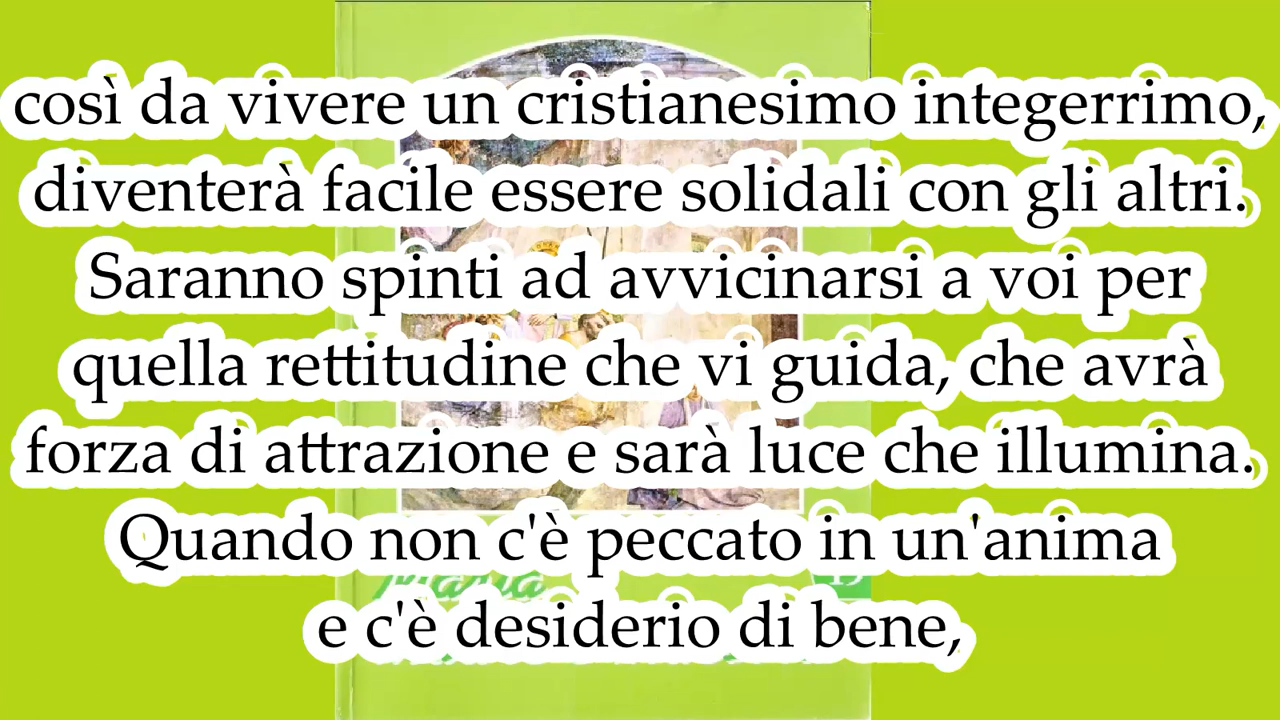 così da vivere un cristianesimo integerrimo,
diventerà facile essere solidali con gli altri.
Saranno spinti ad avvicinarsi a voi per
quella rettitudine che vi guida, che avrà
forza di attrazione e sarà luce che illumina.
Quando non c'è peccato in un'anima
e c'è desiderio di bene,